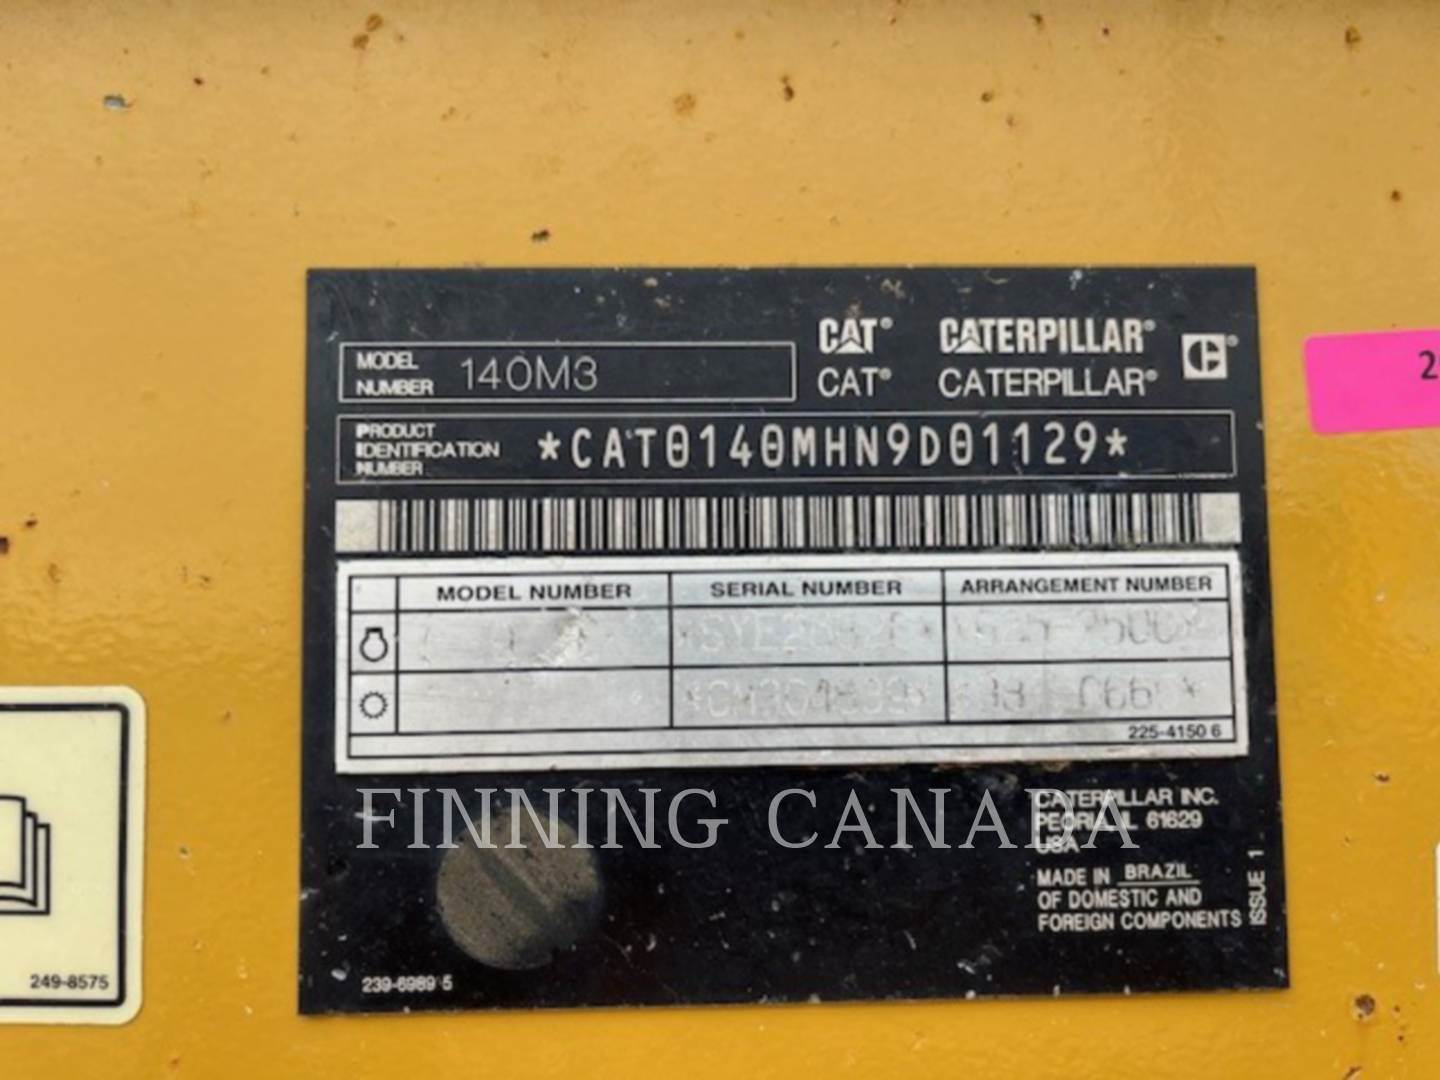 CAT® CATERPILLAR®
MODEL NUMBER 140M3
CAT® CATERPILLAR®
PRODUCT IDENTIFICATION NUMBER *CAT0140MHN9D01129*
2
MODEL NUMBER SERIAL NUMBER ARRANGEMENT NUMBER
225-4150 6
FINNING CANADA
CATERPILLAR INC.
PEORIA, IL 61629
USA
MADE IN BRAZIL
OF DOMESTIC AND
FOREIGN COMPONENTS
ISSUE 1
239-6989 5
249-8575